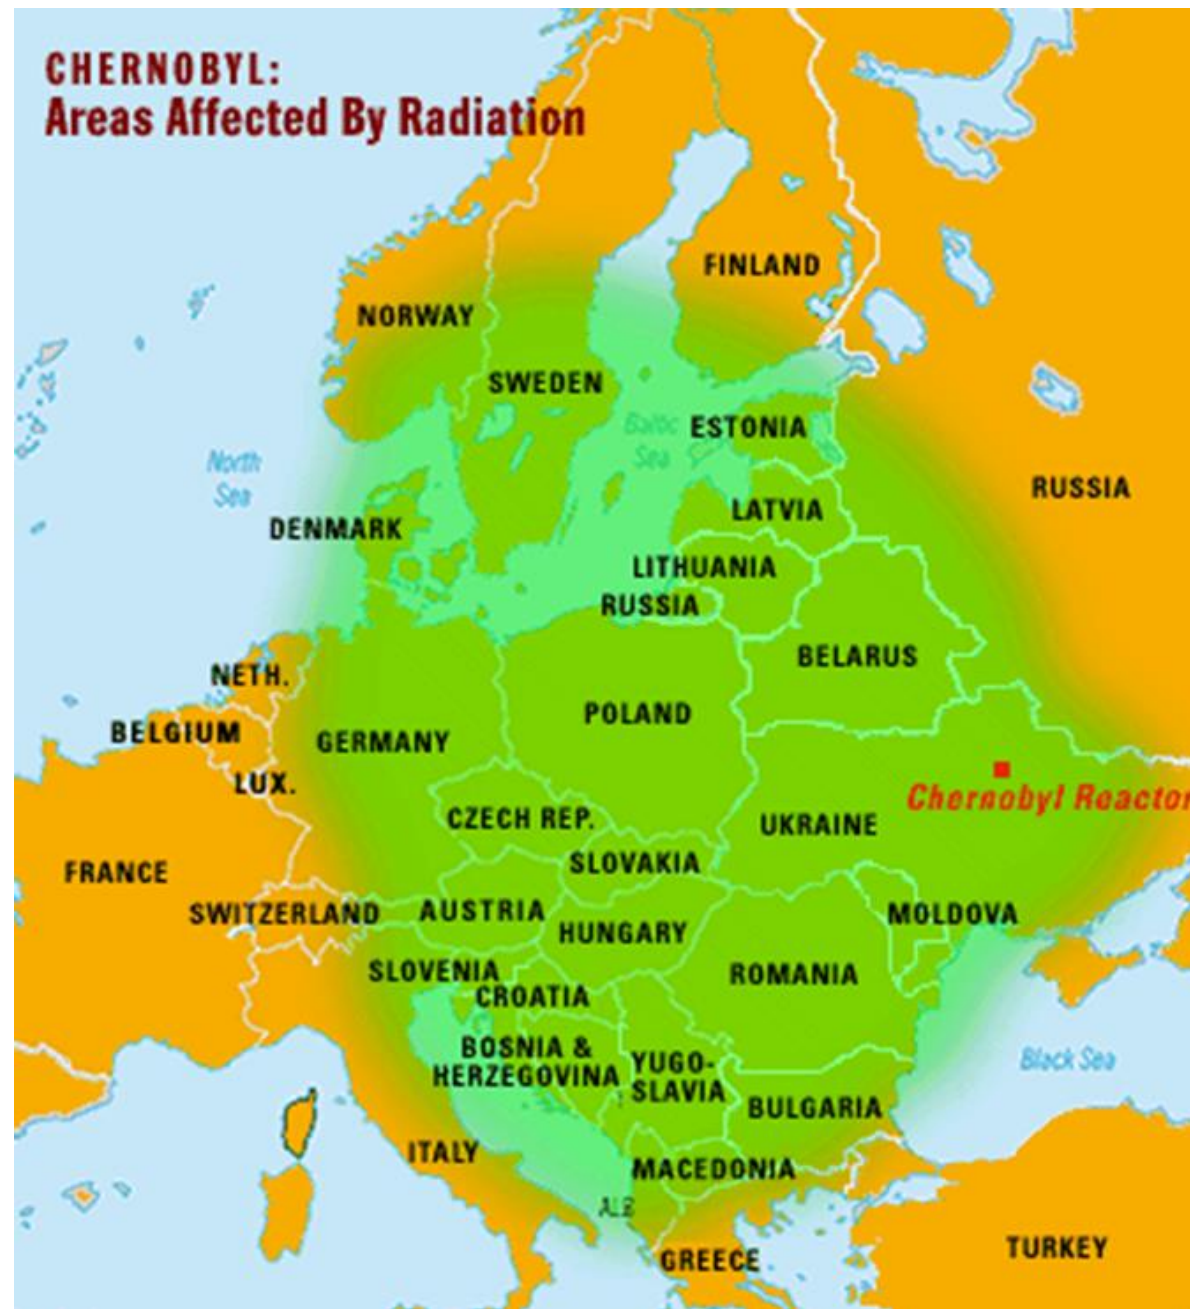 CHERNOBYL:
Areas Affected By Radiation
FINLAND
NORWAY
SWEDEN
Baltic
Sea
ESTONIA
North
Sea
RUSSIA
LATVIA
DENMARK
LITHUANIA
RUSSIA
BELARUS
NETH.
POLAND
BELGIUM
GERMANY
LUX.
Chernobyl Reactor
CZECH REP.
UKRAINE
SLOVAKIA
FRANCE
SWITZERLAND
AUSTRIA
MOLDOVA
HUNGARY
SLOVENIA
ROMANIA
CROATIA
BOSNIA &
HERZEGOVINA
YUGO-
SLAVIA
Black Sea
BULGARIA
ITALY
MACEDONIA
ALB
GREECE
TURKEY